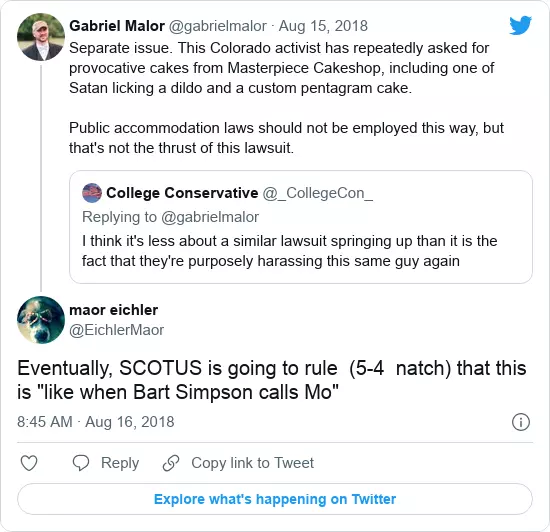 Gabriel Malor @gabrielmalor · Aug 15, 2018
Separate issue. This Colorado activist has repeatedly asked for
provocative cakes from Masterpiece Cakeshop, including one of
Satan licking a dildo and a custom pentagram cake.
Public accommodation laws should not be employed this way, but
that's not the thrust of this lawsuit.
College Conservative @_CollegeCon_
Replying to @gabrielmalor
I think it's less about a similar lawsuit springing up than it is the
fact that they're purposely harassing this same guy again
maor eichler
@EichlerMaor
Eventually, SCOTUS is going to rule  (5-4  natch) that this
is "like when Bart Simpson calls Mo"
8:45 AM · Aug 16, 2018
Reply
Copy link to Tweet
Explore what's happening on Twitter